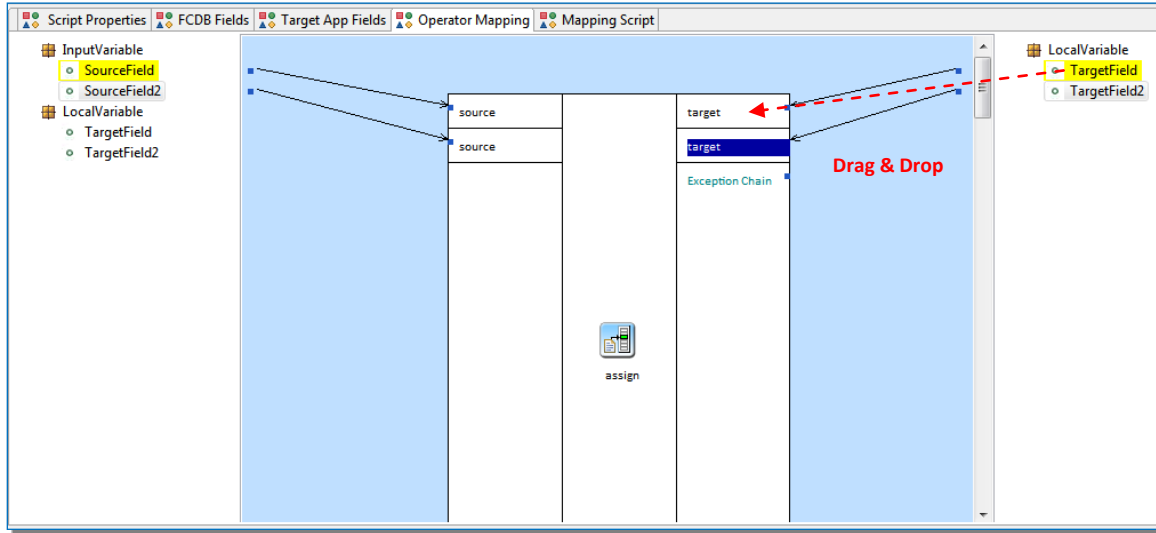 Script Properties FCDB Fields Target App Fields Operator Mapping Mapping Script
InputVariable
SourceField
SourceField2
LocalVariable
TargetField
TargetField2
source
source
assign
target
target
Exception Chain
Drag & Drop
LocalVariable
TargetField
TargetField2